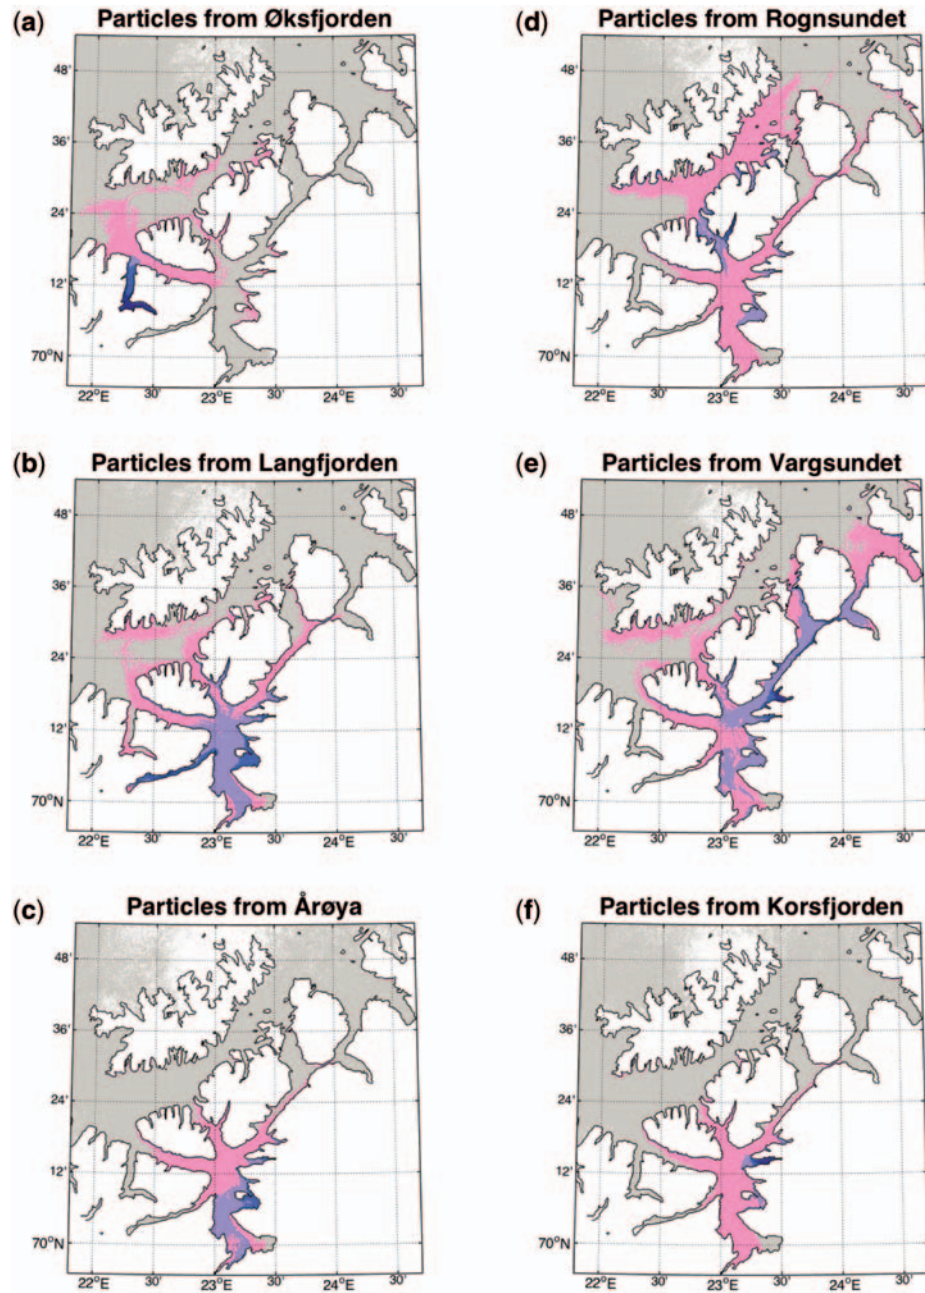 (a) Particles from Øksfjorden
48'
36'
24'
12'
70°N
22°E 30' 23°E 30' 24°E 30'
(d) Particles from Rognsundet
48'
36'
24'
12'
70°N
22°E 30' 23°E 30' 24°E 30'
(b) Particles from Langfjorden
48'
36'
24'
12'
70°N
22°E 30' 23°E 30' 24°E 30'
(e) Particles from Vargsundet
48'
36'
24'
12'
70°N
22°E 30' 23°E 30' 24°E 30'
(c) Particles from Årøya
48'
36'
24'
12'
70°N
22°E 30' 23°E 30' 24°E 30'
(f) Particles from Korsfjorden
48'
36'
24'
12'
70°N
22°E 30' 23°E 30' 24°E 30'